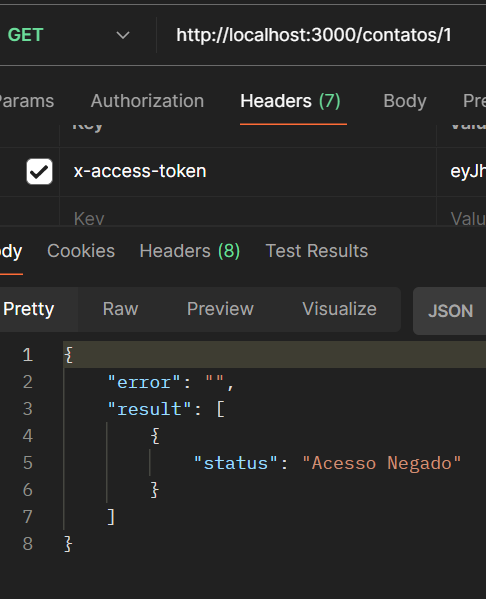 GET http://localhost:3000/contatos/1
Params Authorization Headers (7) Body Pre
Key Value
x-access-token eyJh
Key Valu
ody Cookies Headers (8) Test Results
Pretty Raw Preview Visualize JSON
1 {
2 "error": "",
3 "result": [
4 {
5 "status": "Acesso Negado"
6 }
7 ]
8 }